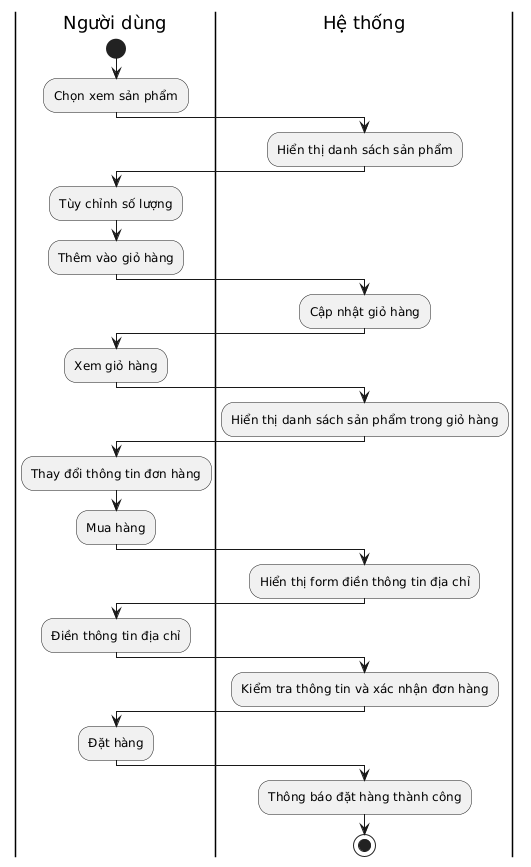 Người dùng
Hệ thống
Chọn xem sản phẩm
Hiển thị danh sách sản phẩm
Tùy chỉnh số lượng
Thêm vào giỏ hàng
Cập nhật giỏ hàng
Xem giỏ hàng
Hiển thị danh sách sản phẩm trong giỏ hàng
Thay đổi thông tin đơn hàng
Mua hàng
Hiển thị form điền thông tin địa chỉ
Điền thông tin địa chỉ
Kiểm tra thông tin và xác nhận đơn hàng
Đặt hàng
Thông báo đặt hàng thành công